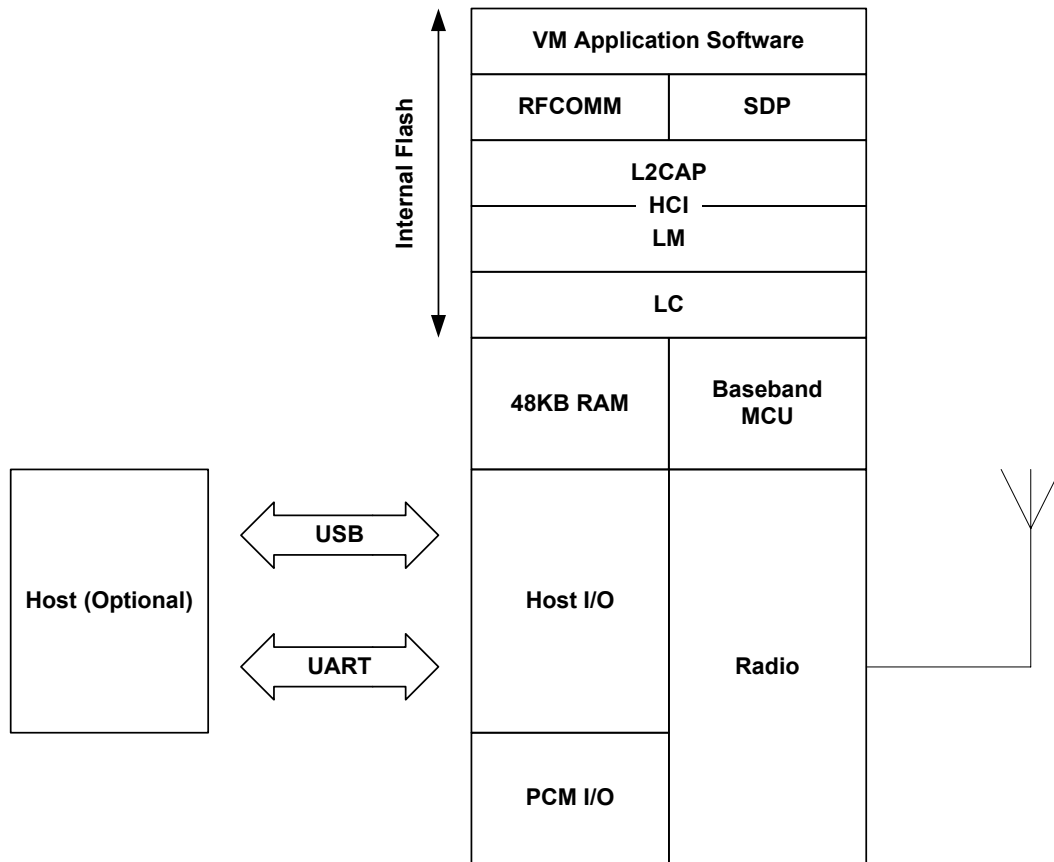 VM Application Software
RFCOMM
SDP
Internal Flash
L2CAP
HCI
LM
LC
48KB RAM
Baseband
MCU
USB
Host (Optional)
Host I/O
UART
Radio
PCM I/O